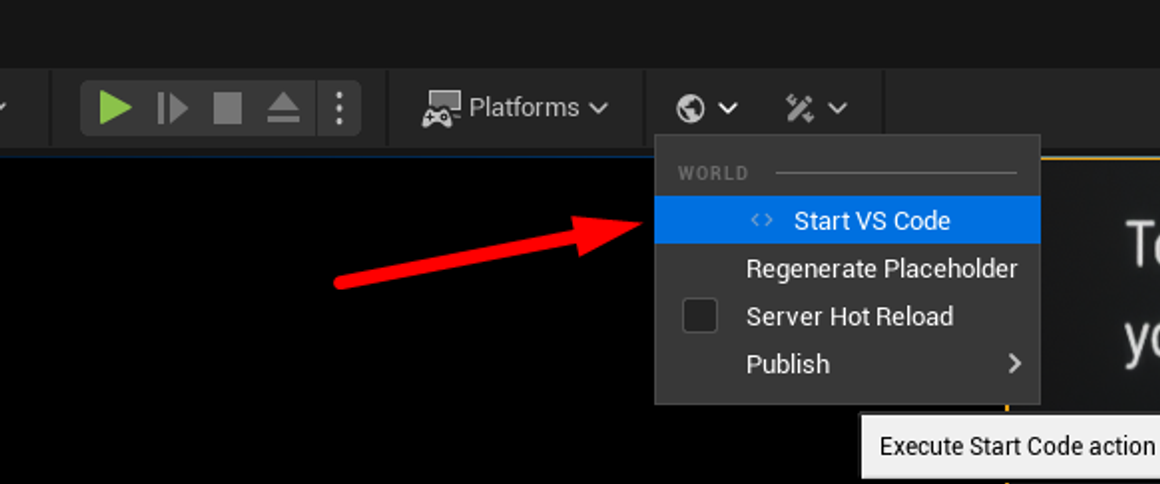 Platforms
WORLD
<> Start VS Code
Regenerate Placeholder
Server Hot Reload
Publish
Execute Start Code action